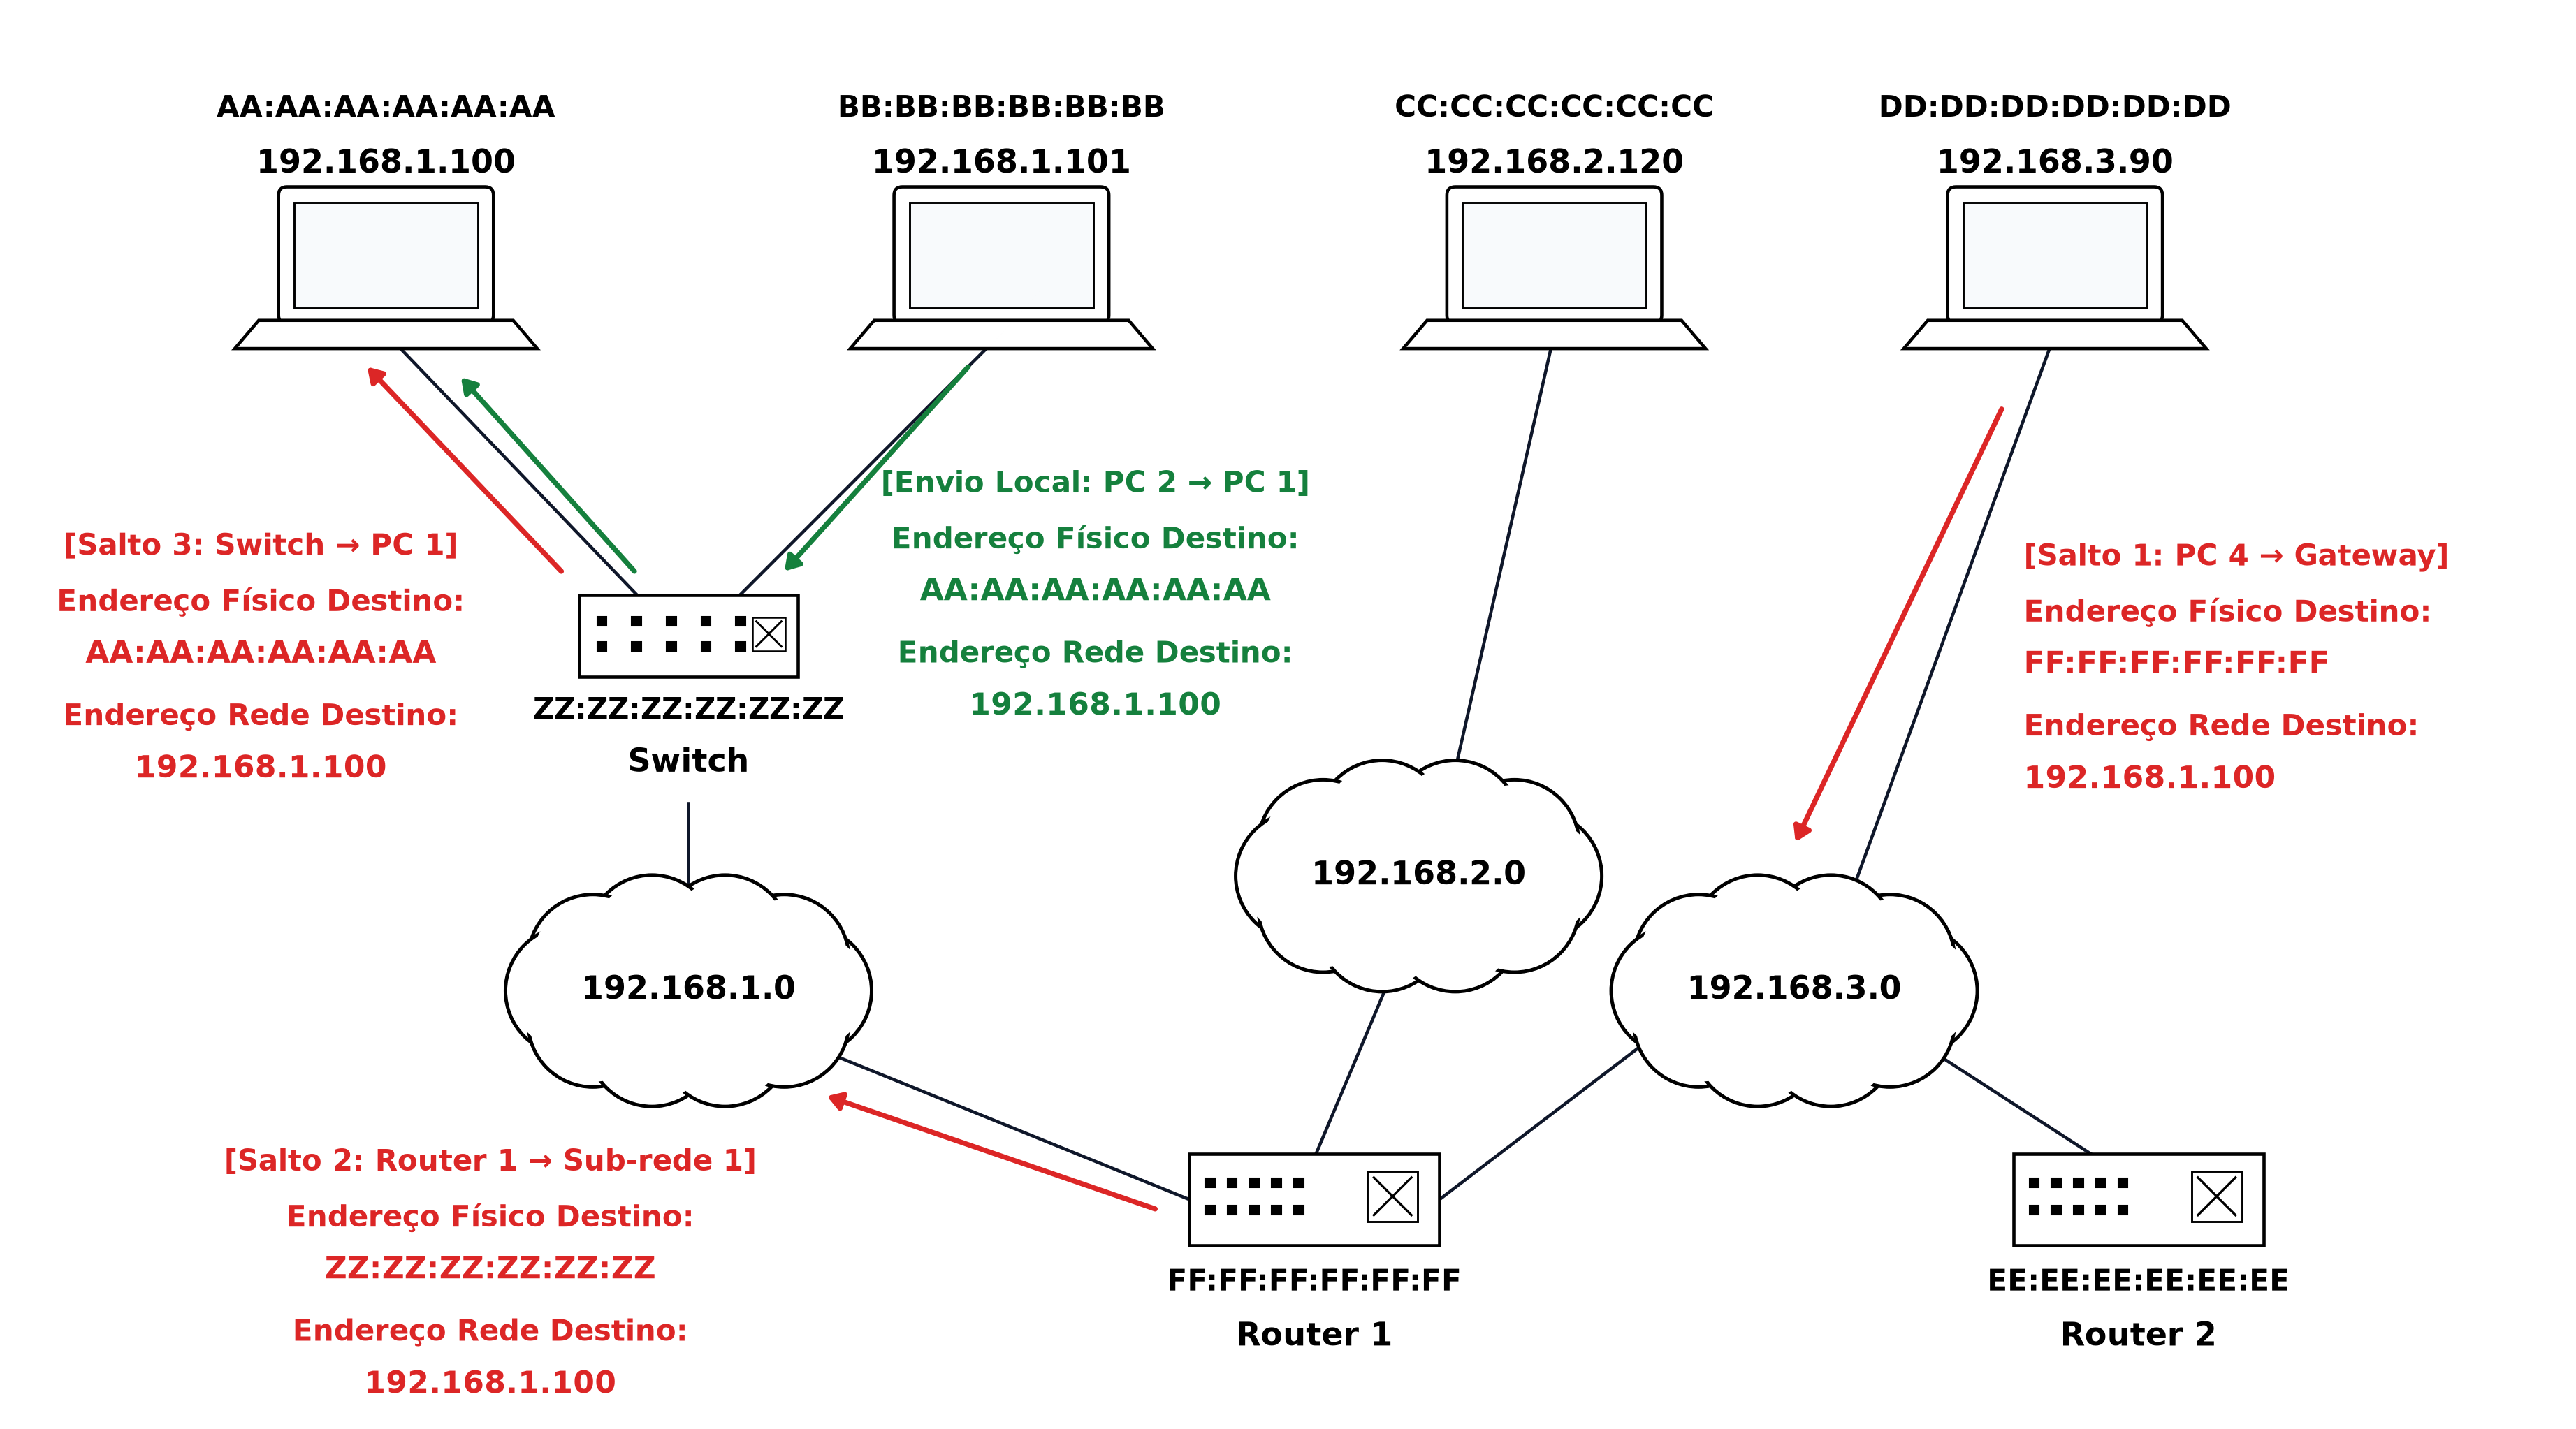 AA:AA:AA:AA:AA:AA
192.168.1.100
BB:BB:BB:BB:BB:BB
192.168.1.101
CC:CC:CC:CC:CC:CC
192.168.2.120
DD:DD:DD:DD:DD:DD
192.168.3.90
[Salto 3: Switch → PC 1]
Endereço Físico Destino:
AA:AA:AA:AA:AA:AA
Endereço Rede Destino:
192.168.1.100
ZZ:ZZ:ZZ:ZZ:ZZ:ZZ
Switch
[Envio Local: PC 2 → PC 1]
Endereço Físico Destino:
AA:AA:AA:AA:AA:AA
Endereço Rede Destino:
192.168.1.100
[Salto 1: PC 4 → Gateway]
Endereço Físico Destino:
FF:FF:FF:FF:FF:FF
Endereço Rede Destino:
192.168.1.100
192.168.1.0
192.168.2.0
192.168.3.0
[Salto 2: Router 1 → Sub-rede 1]
Endereço Físico Destino:
ZZ:ZZ:ZZ:ZZ:ZZ:ZZ
Endereço Rede Destino:
192.168.1.100
FF:FF:FF:FF:FF:FF
Router 1
EE:EE:EE:EE:EE:EE
Router 2